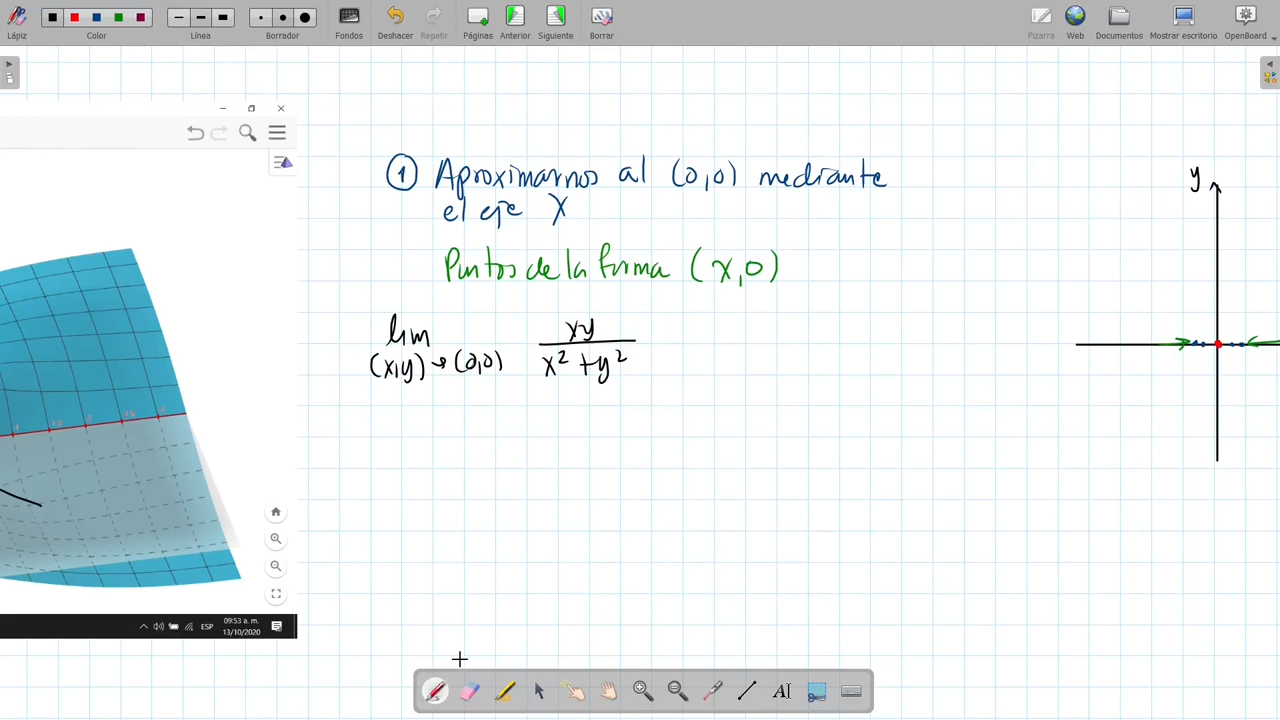 Lápiz
Color
Línea
Borrador
Fondos
Deshacer
Repetir
Páginas
Anterior
Siguiente
Borrar
Pizarra
Web
Documentos
Mostrar escritorio
OpenBoard
① Aproximarnos al (0,0) mediante
el eje X
Puntos de la forma (x,0)
lim xy
(x,y)→(0,0) x² + y²
y
ESP
09:53 a. m.
13/10/2020
AI